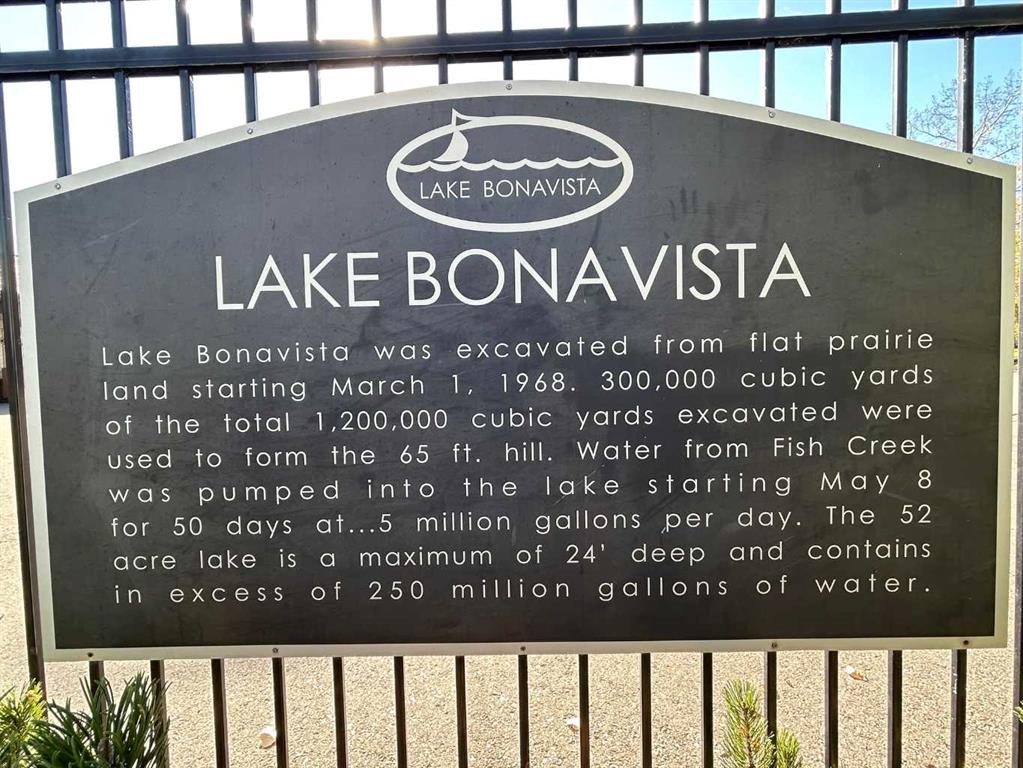 LAKE BONAVISTA
LAKE BONAVISTA
Lake Bonavista was excavated from flat prairie
land starting March 1, 1968. 300,000 cubic yards
of the total 1,200,000 cubic yards excavated were
used to form the 65 ft. hill. Water from Fish Creek
was pumped into the lake starting May 8
for 50 days at...5 million gallons per day. The 52
acre lake is a maximum of 24' deep and contains
in excess of 250 million gallons of water.